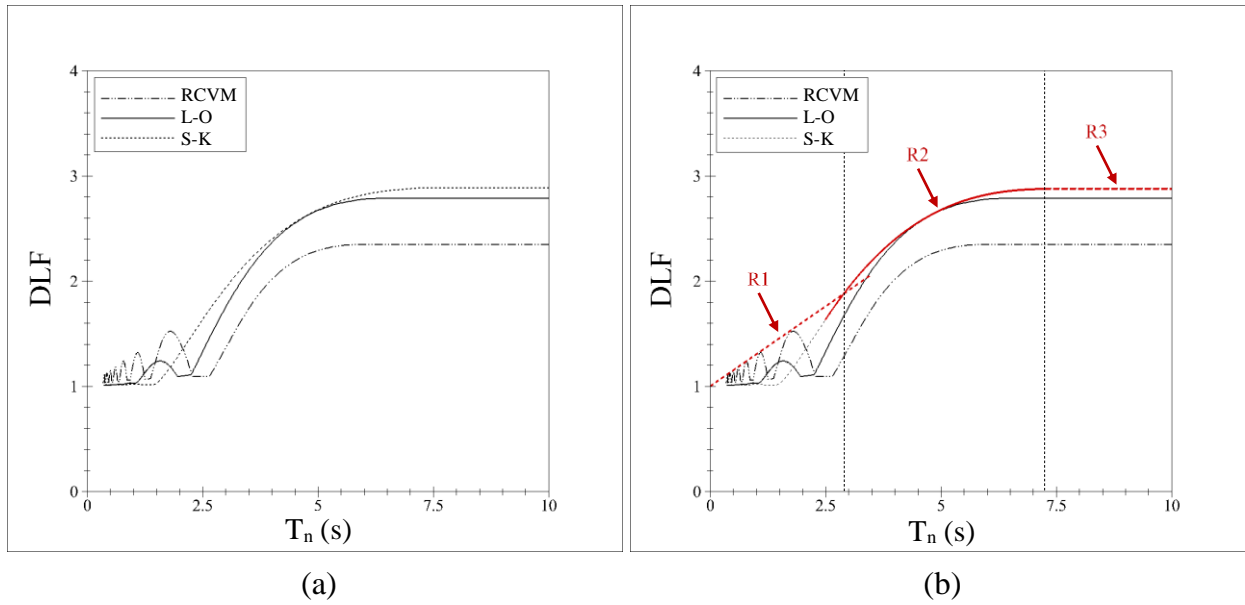 4
RCVM
L-O
S-K
3
DLF
2
1
0
0 2.5 5 7.5 10
Tn (s)
(a)
4
RCVM
L-O
S-K
R3
R2
3
DLF
2
R1
1
0
0 2.5 5 7.5 10
Tn (s)
(b)